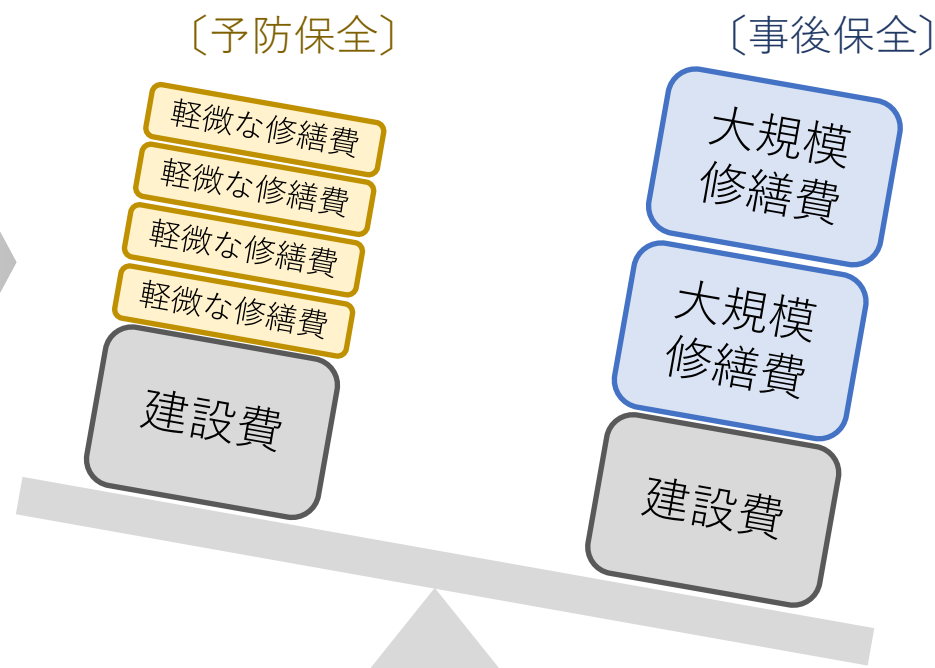 〔予防保全〕
軽微な修繕費
軽微な修繕費
軽微な修繕費
軽微な修繕費
建設費
〔事後保全〕
大規模
修繕費
大規模
修繕費
建設費